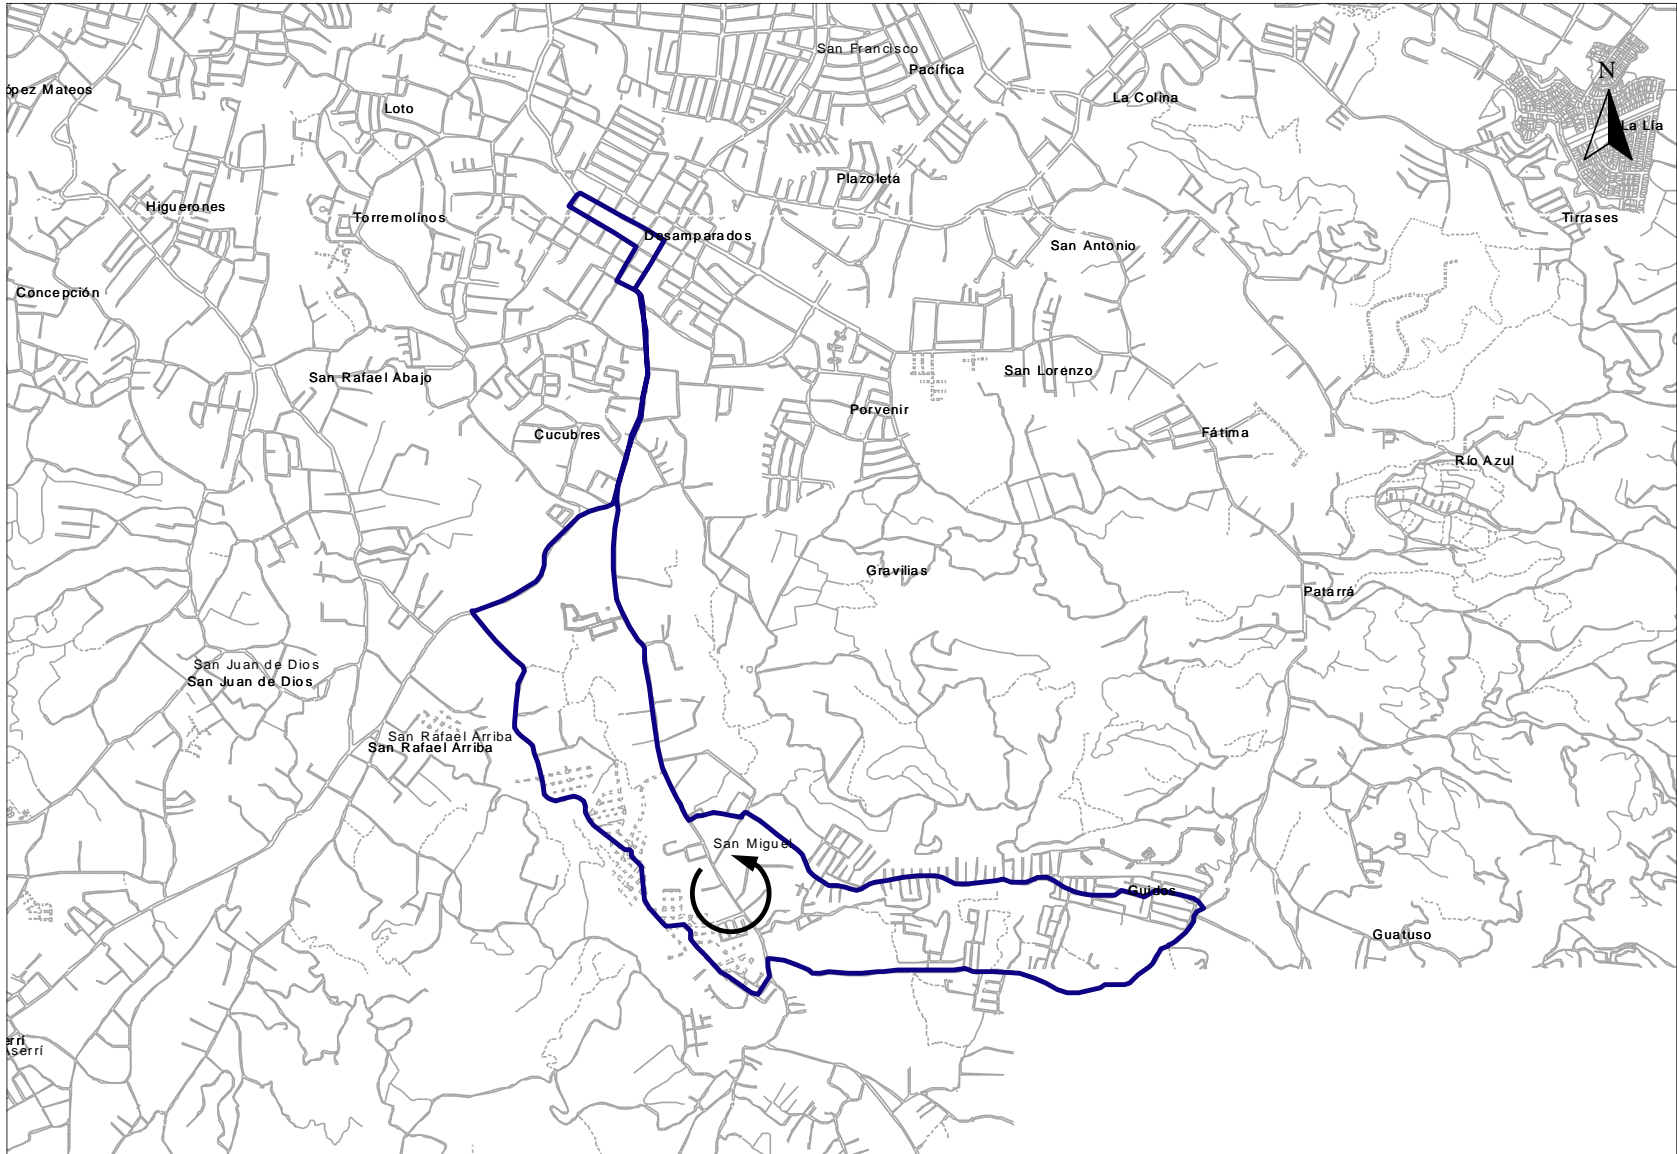 San Francisco
Pacífica
N
ópez Mateos
La Colina
Loto
La Lía
Plazoleta
Higuerones
Torremolinos
Tirrases
Desamparados
San Antonio
Concepción
San Rafael Abajo
San Lorenzo
Porvenir
Cucubres
Fátima
Río Azul
Gravilias
Patarrá
San Juan de Dios
San Juan de Dios
San Rafael Arriba
San Rafael Arriba
San Miguel
Guidos
Guatuso
erri
Aserrí